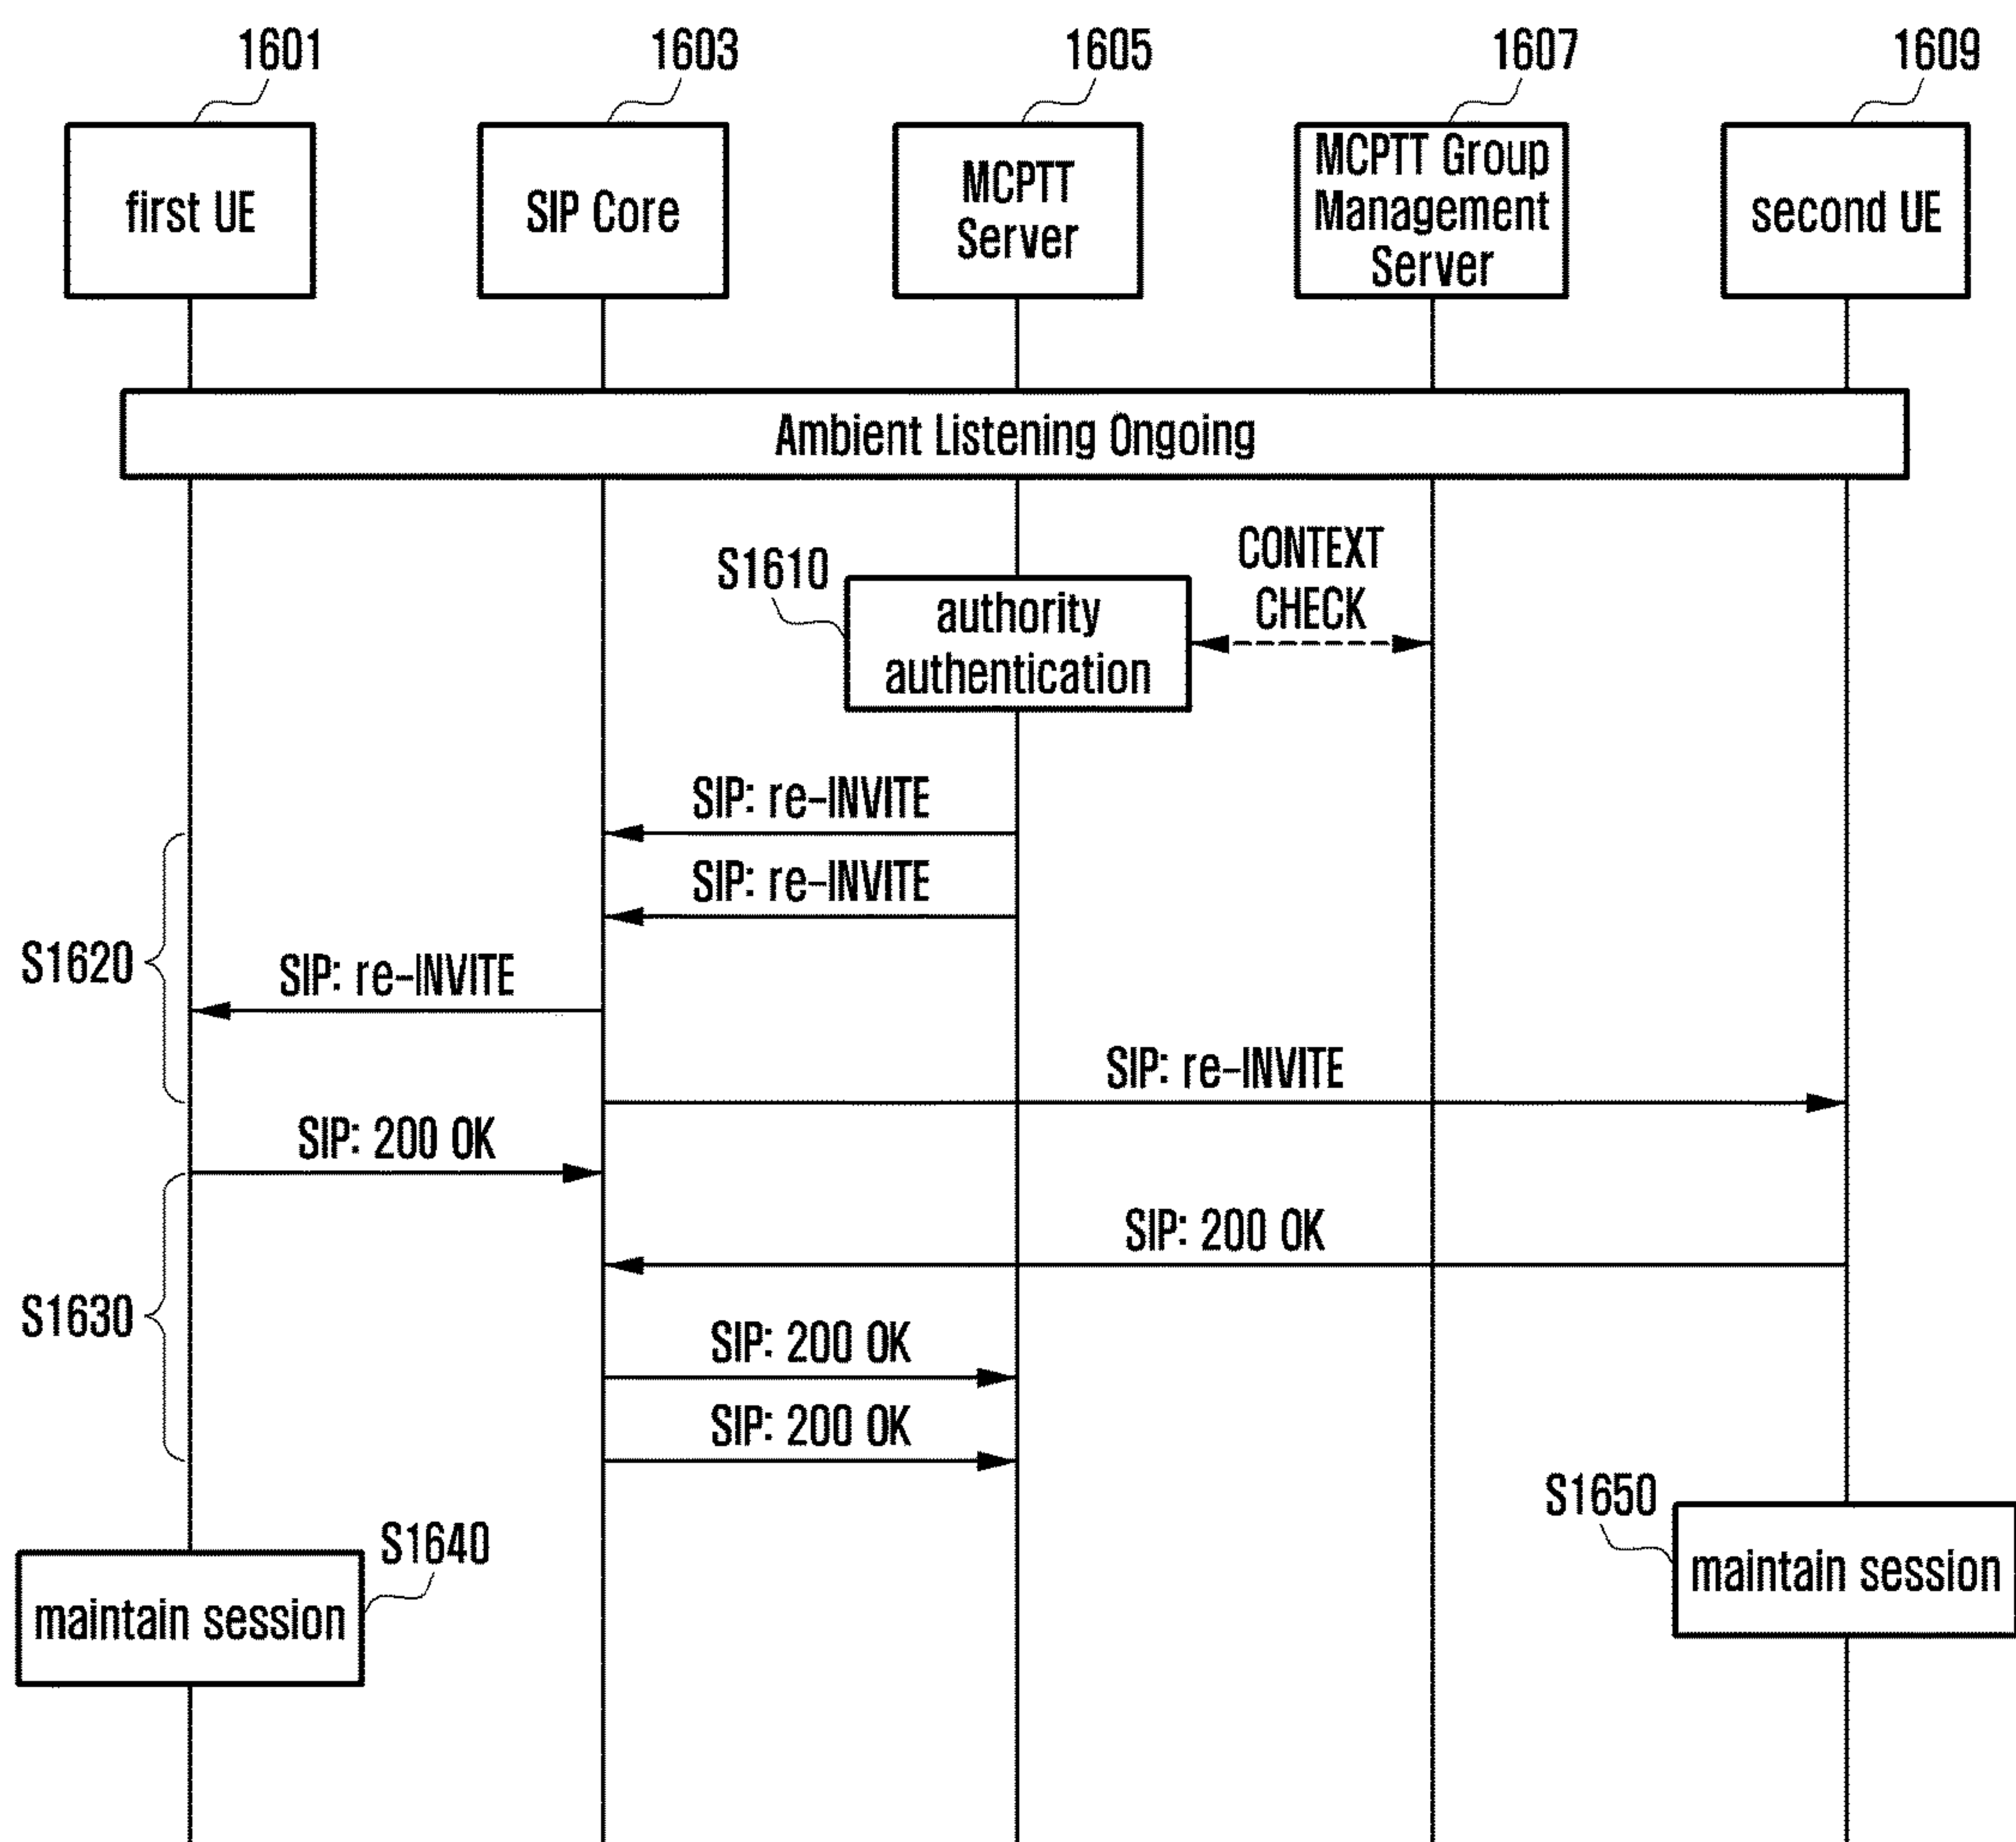 1601
1603
1605
1607
1609
first UE
SIP Core
MCPTT
Server
MCPTT Group
Management
Server
second UE
Ambient Listening Ongoing
S1610
authority
authentication
CONTEXT
CHECK
SIP: re-INVITE
SIP: re-INVITE
S1620
SIP: re-INVITE
SIP: re-INVITE
SIP: 200 OK
SIP: 200 OK
S1630
SIP: 200 OK
SIP: 200 OK
S1650
maintain session
S1640
maintain session